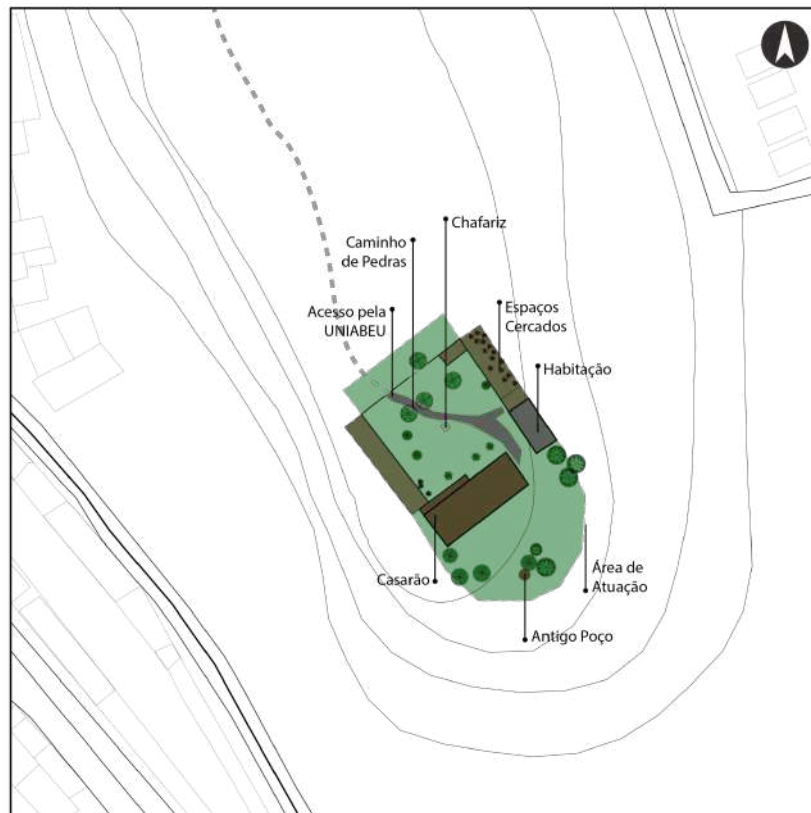 Chafariz
Caminho
de Pedras
Acesso pela
UNIABEU
Espaços
Cercados
Habitação
Casarão
Área de
Atuação
Antigo Poço